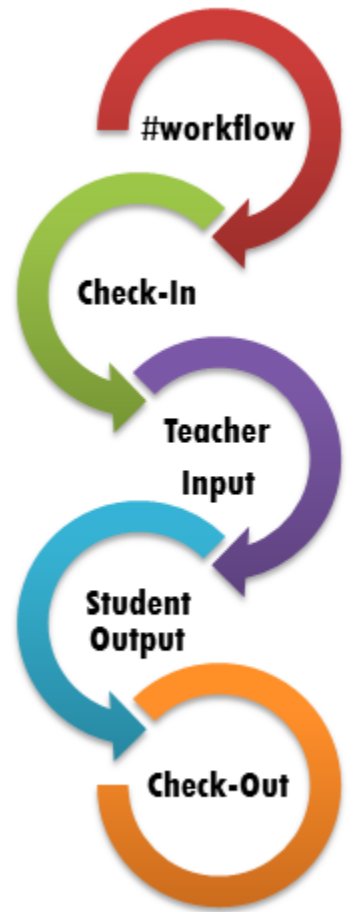 #workflow
Check-In
Teacher
Input
Student
Output
Check-Out